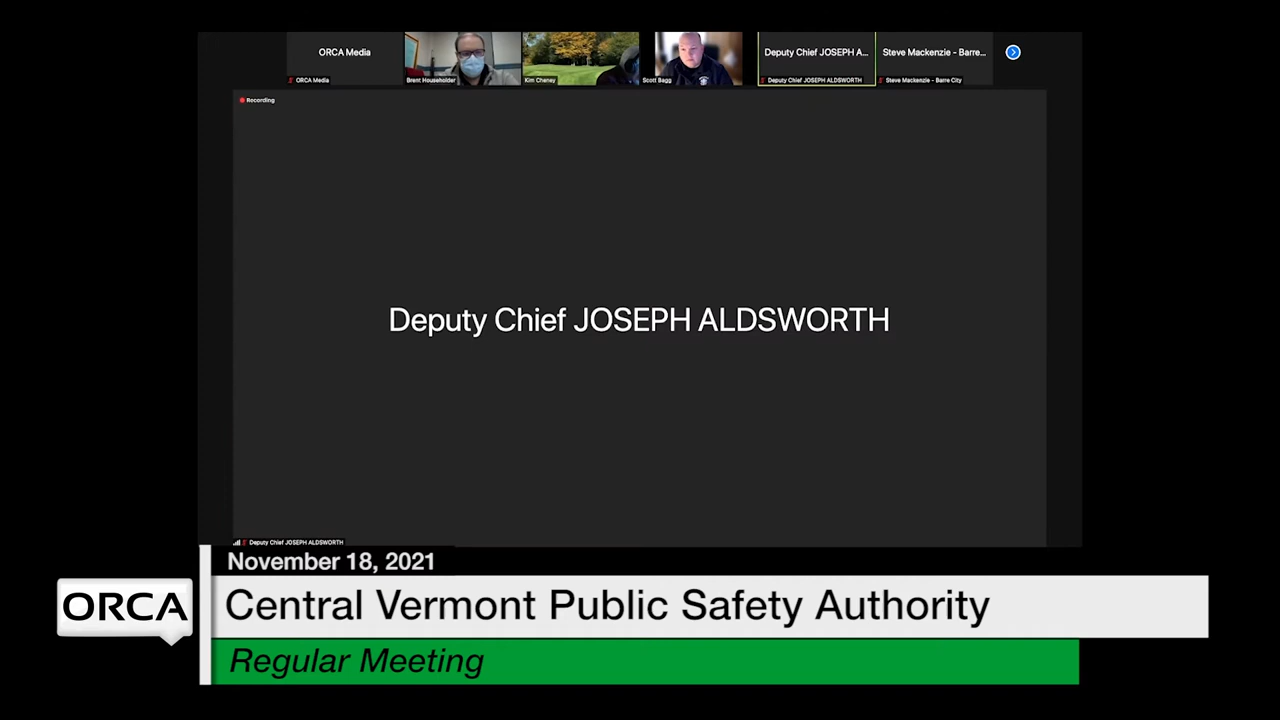 ORCA Media
Deputy Chief JOSEPH A...
Steve Mackenzie - Barre...
ORCA Media
Brent Householder
Kim Cheney
Scott Bagg
Deputy Chief JOSEPH ALDSWORTH
Steve Mackenzie - Barre City
Recording
Deputy Chief JOSEPH ALDSWORTH
Deputy Chief JOSEPH ALDSWORTH
November 18, 2021
ORCA
Central Vermont Public Safety Authority
Regular Meeting